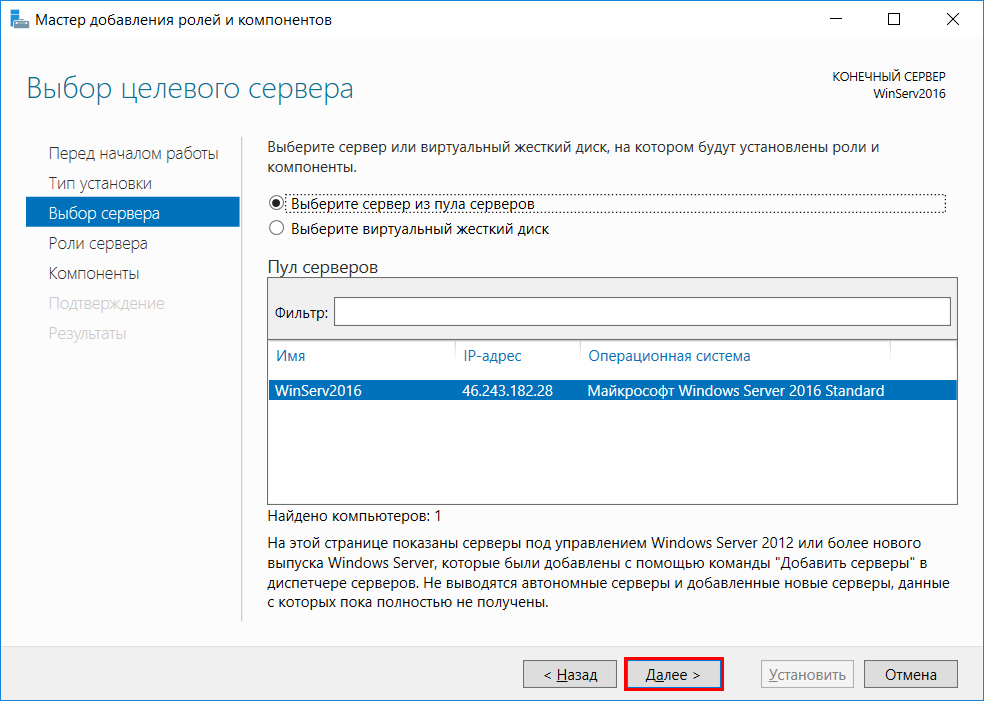 Мастер добавления ролей и компонентов
Выбор целевого сервера
КОНЕЧНЫЙ СЕРВЕР
WinServ2016
Перед началом работы
Тип установки
Выбор сервера
Роли сервера
Компоненты
Подтверждение
Результаты
Выберите сервер или виртуальный жесткий диск, на котором будут установлены роли и
компоненты.
Выберите сервер из пула серверов
Выберите виртуальный жесткий диск
Пул серверов
Фильтр:
Имя IP-адрес Операционная система
WinServ2016 46.243.182.28 Майкрософт Windows Server 2016 Standard
Найдено компьютеров: 1
На этой странице показаны серверы под управлением Windows Server 2012 или более нового
выпуска Windows Server, которые были добавлены с помощью команды "Добавить серверы" в
диспетчере серверов. Не выводятся автономные серверы и добавленные новые серверы, данные
с которых пока полностью не получены.
< Назад Далее > Установить Отмена